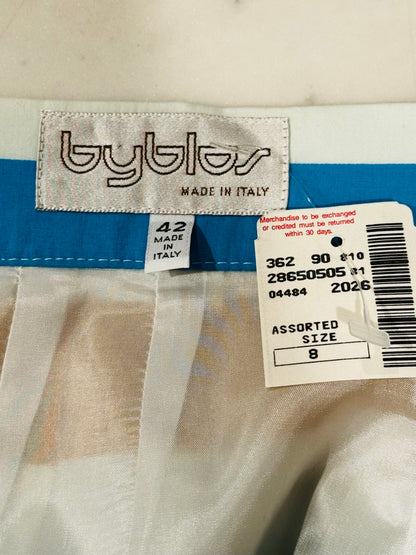 byblos
MADE IN ITALY
42
MADE IN
ITALY
Merchandise to be exchanged
or credited must be returned
within 30 days.
362 90 810
28650505 81
04484 2026
ASSORTED
SIZE
8